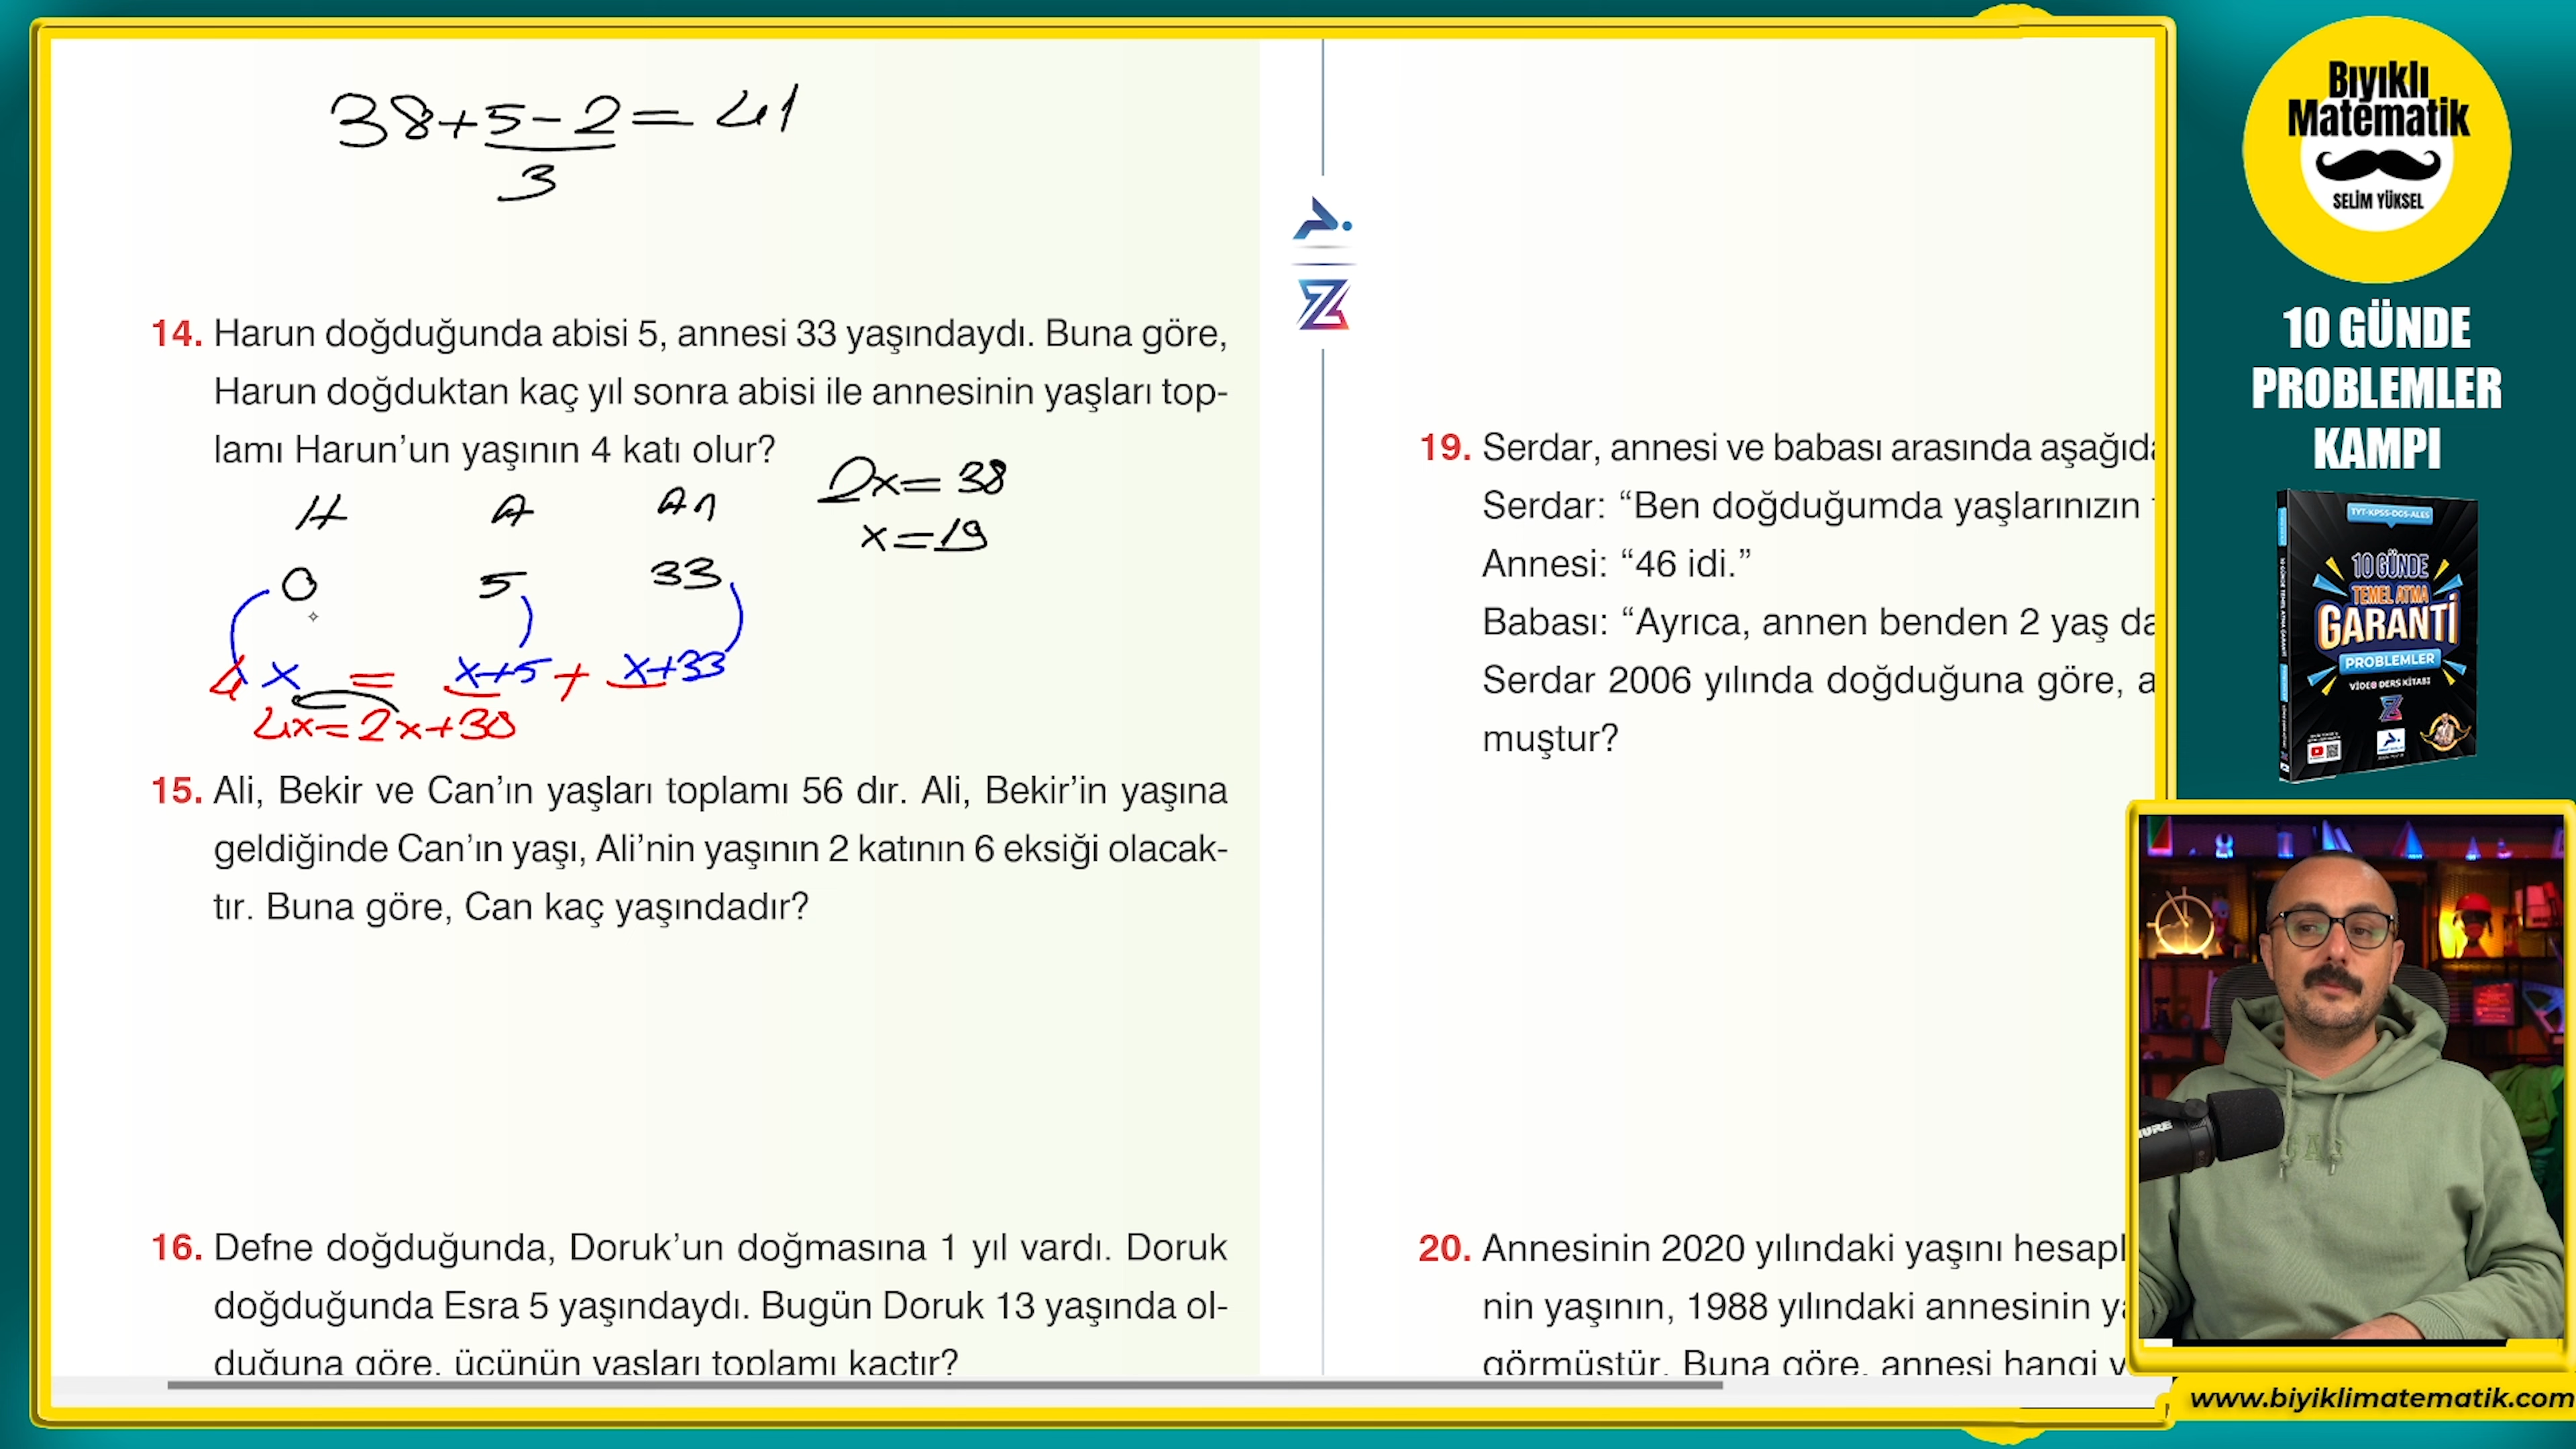 38+5-2=41
3
14. Harun doğduğunda abisi 5, annesi 33 yaşındaydı. Buna göre,
Harun doğduktan kaç yıl sonra abisi ile annesinin yaşları top-
lamı Harun'un yaşının 4 katı olur?
2x=38
x=19
H A An
0 5 33
4x = x+5 + x+33
4x=2x+38
15. Ali, Bekir ve Can'ın yaşları toplamı 56 dır. Ali, Bekir'in yaşına
geldiğinde Can'ın yaşı, Ali'nin yaşının 2 katının 6 eksiği olacak-
tır. Buna göre, Can kaç yaşındadır?
16. Defne doğduğunda, Doruk'un doğmasına 1 yıl vardı. Doruk
doğduğunda Esra 5 yaşındaydı. Bugün Doruk 13 yaşında ol-
duğuna göre, üçünün yaşları toplamı kaçtır?
19. Serdar, annesi ve babası arasında aşağıda
Serdar: “Ben doğduğumda yaşlarınızın
Annesi: “46 idi.”
Babası: “Ayrıca, annen benden 2 yaş da
Serdar 2006 yılında doğduğuna göre, a
muştur?
20. Annesinin 2020 yılındaki yaşını hesapl
nin yaşının, 1988 yılındaki annesinin ya
görmüştür. Buna göre, annesi hangi y
Bıyıklı
Matematik
SELİM YÜKSEL
10 GÜNDE
PROBLEMLER
KAMPI
TYT-KPSS-DGS-ALES
10 GÜNDE
TEMEL ATMA
GARANTİ
PROBLEMLER
VİDEO DERS KİTABI
www.biyiklimatematik.com